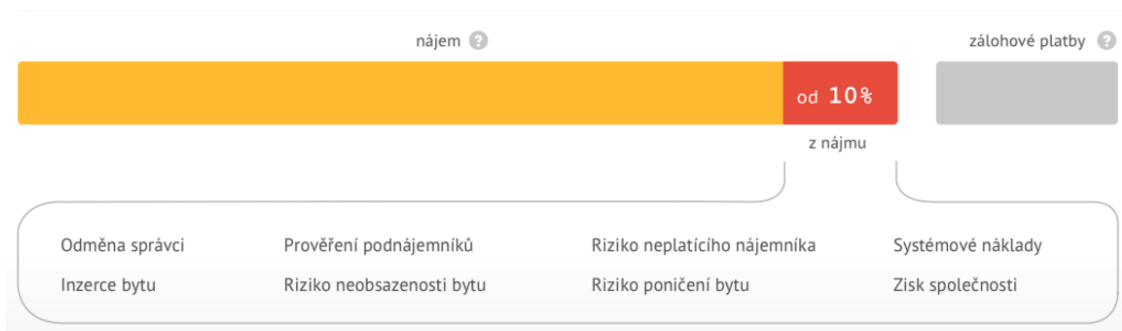 nájem ?
zálohové platby ?
od 10%
z nájmu
Odměna správci
Prověření podnájemníků
Riziko neplatícího nájemníka
Systémové náklady
Inzerce bytu
Riziko neobsazenosti bytu
Riziko poničení bytu
Zisk společnosti